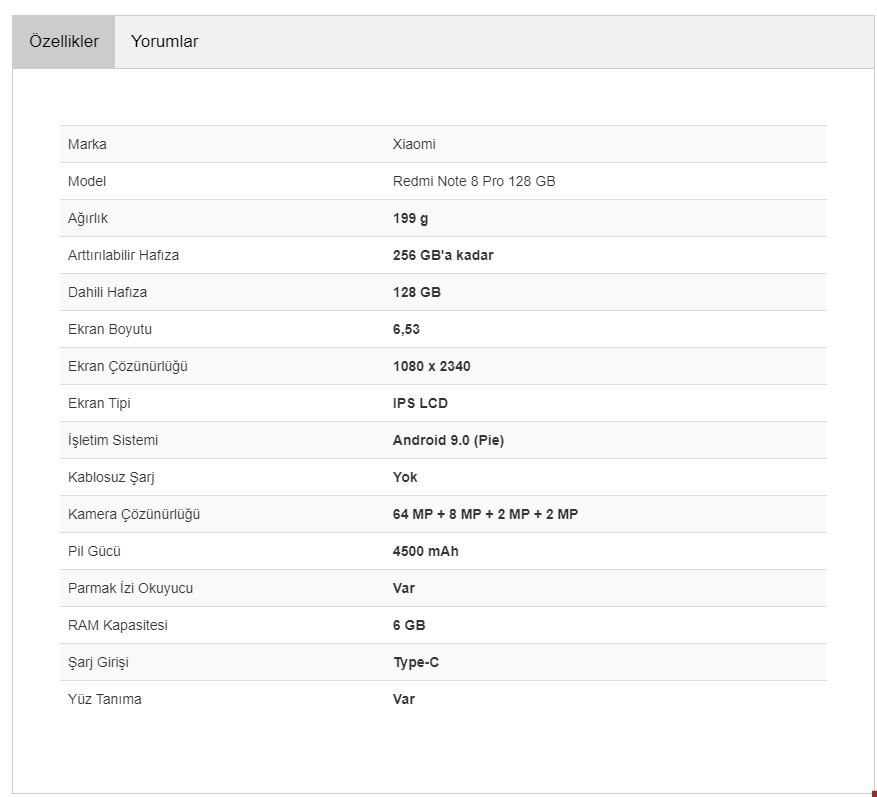 Özellikler Yorumlar
Marka Xiaomi
Model Redmi Note 8 Pro 128 GB
Ağırlık 199 g
Arttırılabilir Hafıza 256 GB'a kadar
Dahili Hafıza 128 GB
Ekran Boyutu 6,53
Ekran Çözünürlüğü 1080 x 2340
Ekran Tipi IPS LCD
İşletim Sistemi Android 9.0 (Pie)
Kablosuz Şarj Yok
Kamera Çözünürlüğü 64 MP + 8 MP + 2 MP + 2 MP
Pil Gücü 4500 mAh
Parmak İzi Okuyucu Var
RAM Kapasitesi 6 GB
Şarj Girişi Type-C
Yüz Tanıma Var